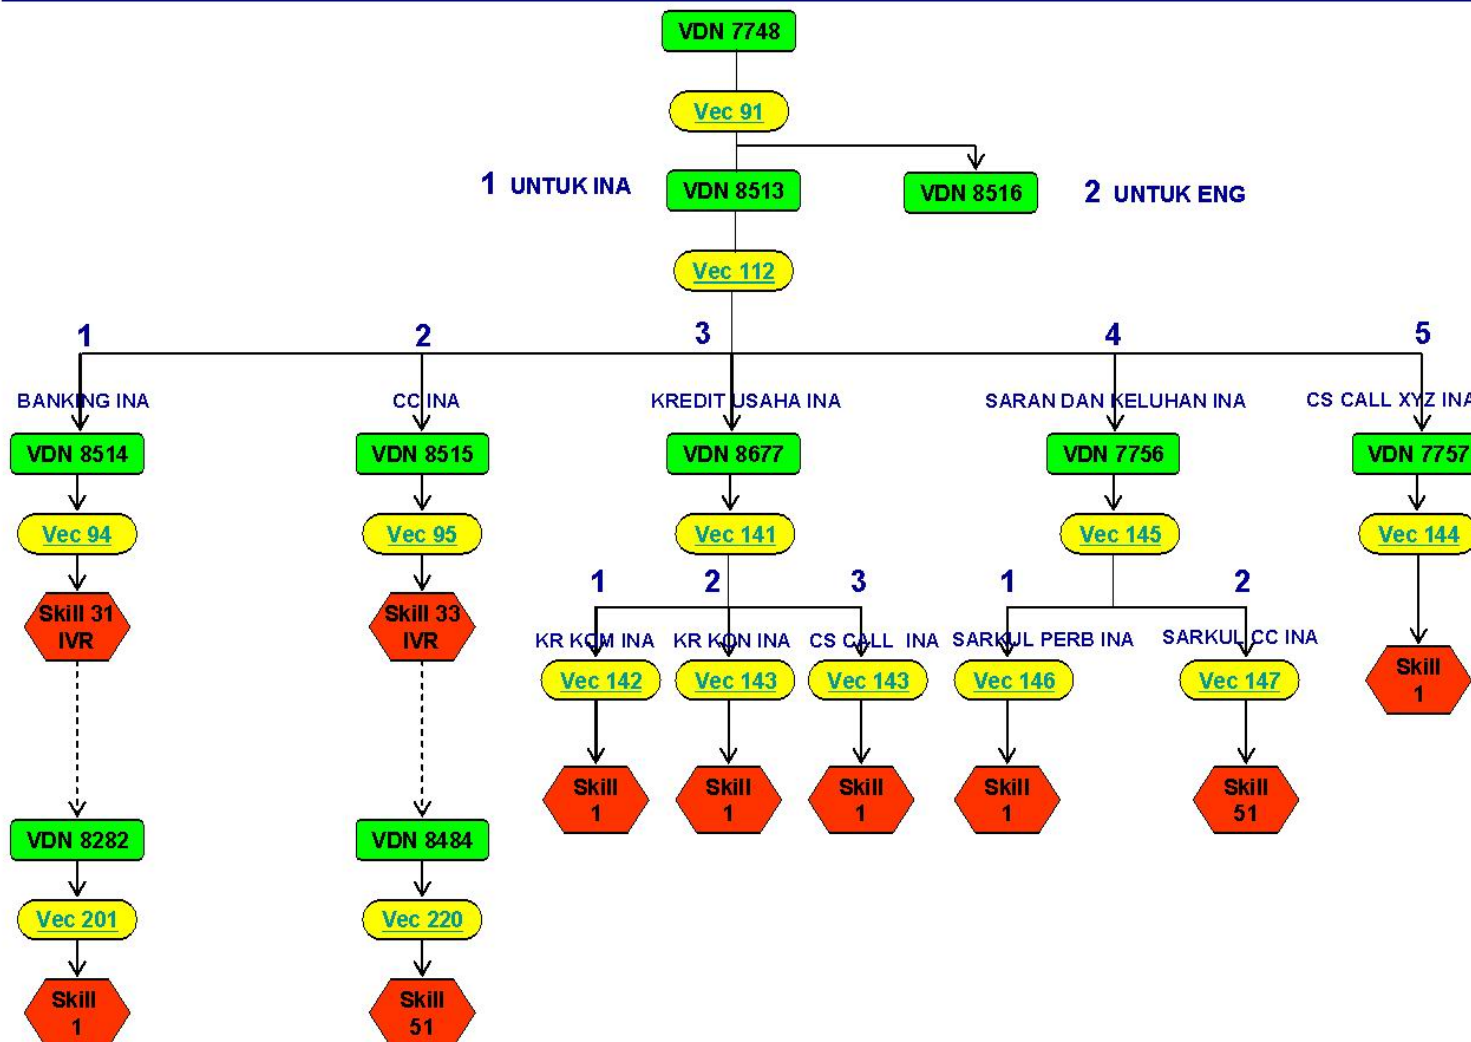 VDN 7748
Vec 91
1 UNTUK INA
VDN 8513
VDN 8516
2 UNTUK ENG
Vec 112
1
2
3
4
5
BANKING INA
CC INA
KREDIT USAHA INA
SARAN DAN KELUHAN INA
CS CALL XYZ INA
VDN 8514
VDN 8515
VDN 8677
VDN 7756
VDN 7757
Vec 94
Vec 95
Vec 141
Vec 145
Vec 144
Skill 31
IVR
Skill 33
IVR
1
2
3
1
2
KR KOM INA
KR KON INA
CS CALL INA
SARKUL PERB INA
SARKUL CC INA
Vec 142
Vec 143
Vec 143
Vec 146
Vec 147
Skill
1
Skill
1
Skill
1
Skill
1
Skill
1
Skill
51
VDN 8282
VDN 8484
Vec 201
Vec 220
Skill
1
Skill
51